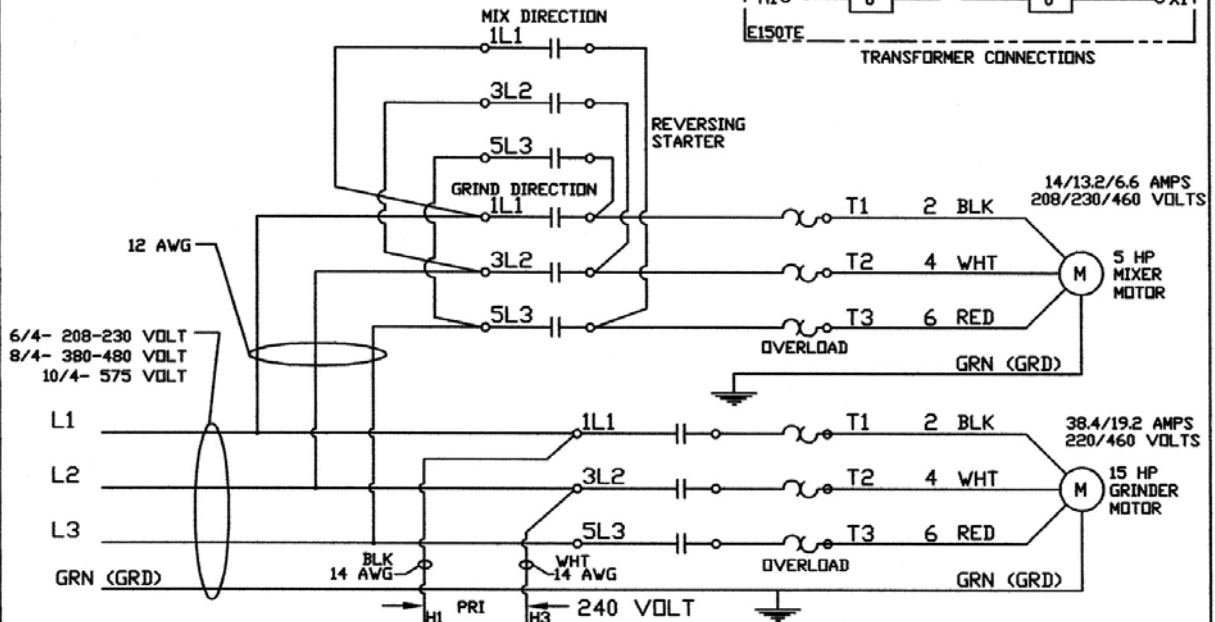 MIX DIRECTION
1L1
3L2
5L3
REVERSING
STARTER
E150TE
TRANSFORMER CONNECTIONS
GRIND DIRECTION
1L1
3L2
5L3
12 AWG
T1 2 BLK
T2 4 WHT
T3 6 RED
OVERLOAD
GRN (GRD)
14/13.2/6.6 AMPS
208/230/460 VOLTS
M
5 HP
MIXER
MOTOR
6/4- 208-230 VOLT
8/4- 380-480 VOLT
10/4- 575 VOLT
L1
L2
L3
GRN (GRD)
1L1
3L2
5L3
T1 2 BLK
T2 4 WHT
T3 6 RED
OVERLOAD
GRN (GRD)
38.4/19.2 AMPS
220/460 VOLTS
M
15 HP
GRINDER
MOTOR
BLK
14 AWG
WHT
14 AWG
H1 PRI H3 240 VOLT